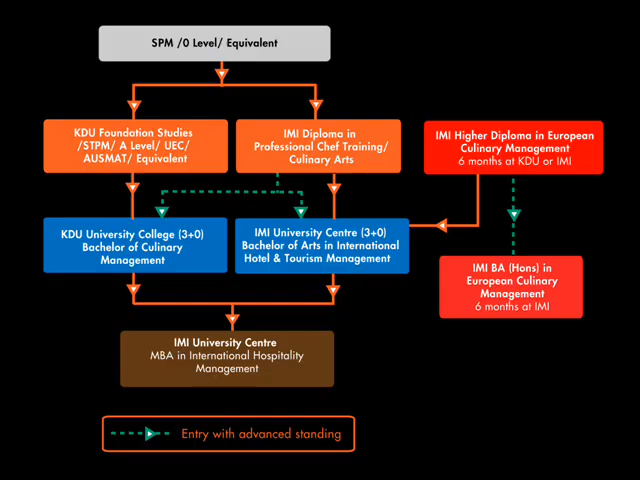 SPM /0 Level/ Equivalent
KDU Foundation Studies
/STPM/ A Level/ UEC/
AUSMAT/ Equivalent
IMI Diploma in
Professional Chef Training/
Culinary Arts
IMI Higher Diploma in European
Culinary Management
6 months at KDU or IMI
KDU University College (3+0)
Bachelor of Culinary
Management
IMI University Centre (3+0)
Bachelor of Arts in International
Hotel & Tourism Management
IMI BA (Hons) in
European Culinary
Management
6 months at IMI
IMI University Centre
MBA in International Hospitality
Management
Entry with advanced standing